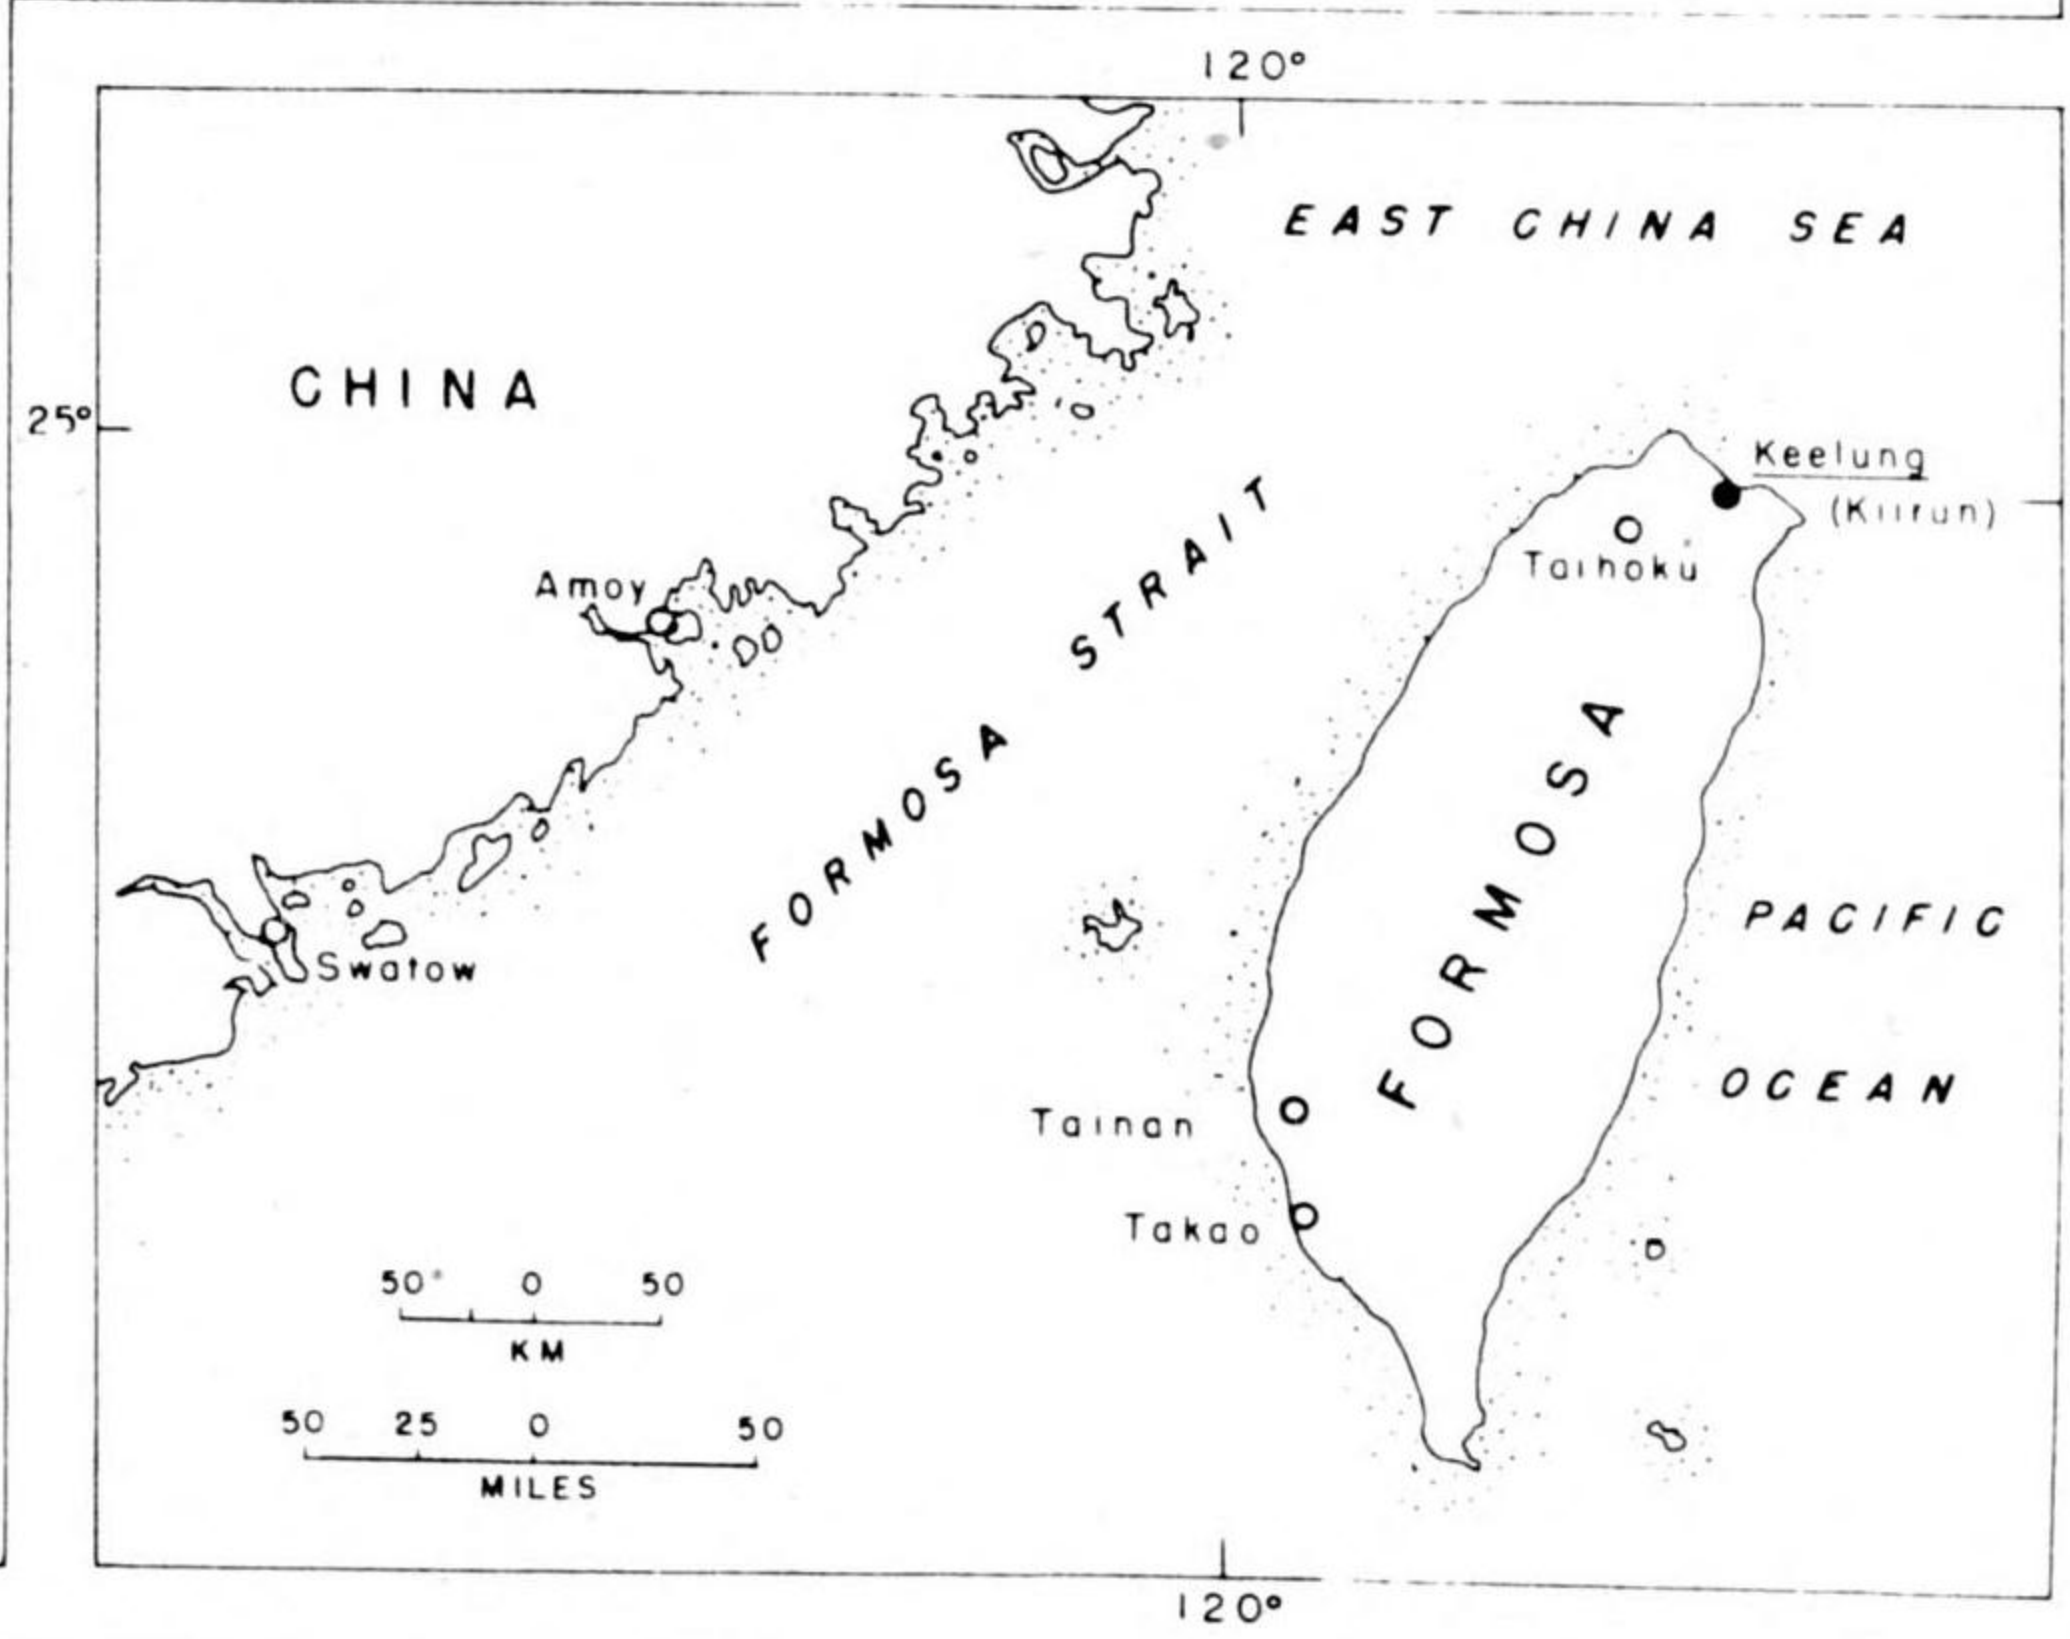 120°
EAST CHINA SEA
CHINA
25°
Keelung
(Kiirun)
Taihoku
Amoy
FORMOSA STRAIT
FORMOSA
PACIFIC
OCEAN
Swatow
Tainan
Takao
50 0 50
KM
50 25 0 50
MILES
120°